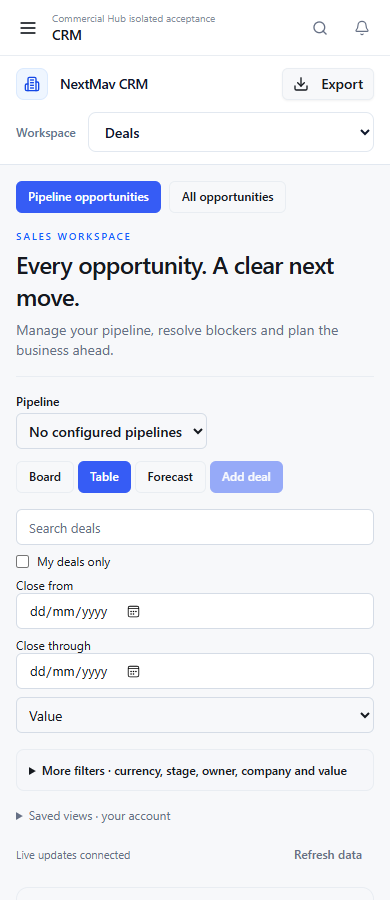 Commercial Hub isolated acceptance
CRM
NextMav CRM
Export
Workspace
Deals
Pipeline opportunities
All opportunities
SALES WORKSPACE
Every opportunity. A clear next
move.
Manage your pipeline, resolve blockers and plan the
business ahead.
Pipeline
No configured pipelines
Board
Table
Forecast
Add deal
Search deals
My deals only
Close from
dd/mm/yyyy
Close through
dd/mm/yyyy
Value
More filters · currency, stage, owner, company and value
Saved views · your account
Live updates connected
Refresh data